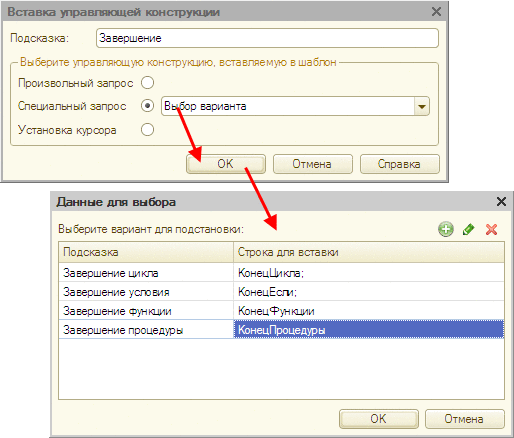 Вставка управляющей конструкции
Подсказка: Завершение
Выберите управляющую конструкцию, вставляемую в шаблон
Произвольный запрос
Специальный запрос Выбор варианта
Установка курсора
OK Отмена Справка
Данные для выбора
Выберите вариант для подстановки:
Подсказка Строка для вставки
Завершение цикла КонецЦикла;
Завершение условия КонецЕсли;
Завершение функции КонецФункции
Завершение процедуры КонецПроцедуры
OK Отмена